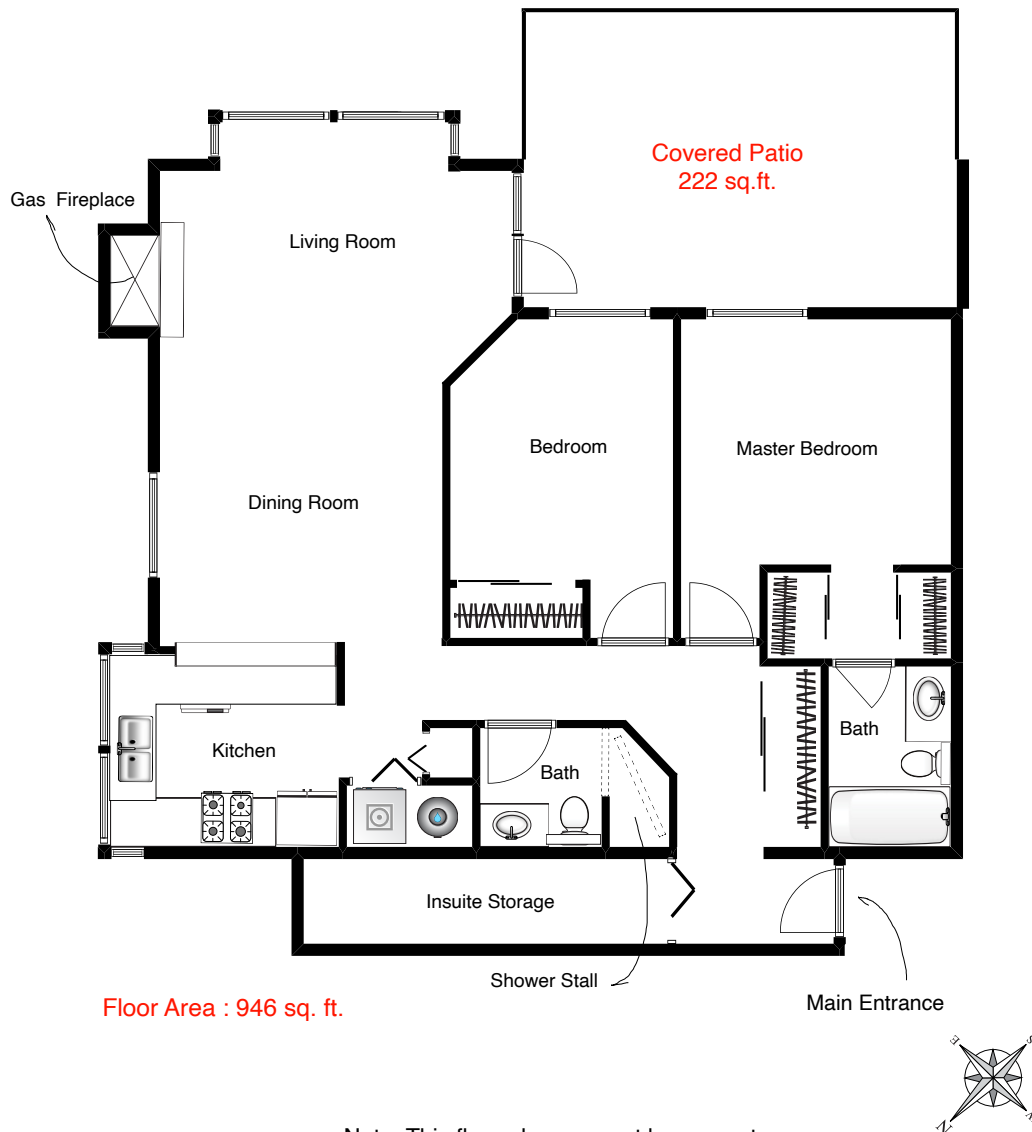 Covered Patio
222 sq.ft.
Gas Fireplace
Living Room
Bedroom
Master Bedroom
Dining Room
Kitchen
Bath
Bath
Insuite Storage
Shower Stall
Main Entrance
Floor Area : 946 sq. ft.
E
S
N